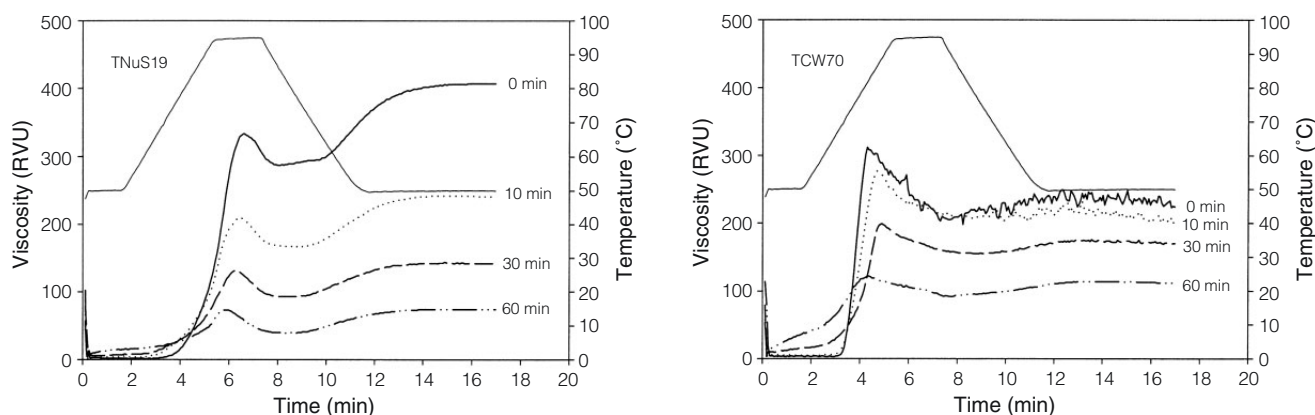 500
400
300
200
100
0
Viscosity (RVU)
TNuS19
0 min
10 min
30 min
60 min
100
90
80
70
60
50
40
30
20
10
0
Temperature (˚C)
0 2 4 6 8 10 12 14 16 18 20
Time (min)
500
400
300
200
100
0
Viscosity (RVU)
TCW70
0 min
10 min
30 min
60 min
100
90
80
70
60
50
40
30
20
10
0
Temperature (˚C)
0 2 4 6 8 10 12 14 16 18 20
Time (min)